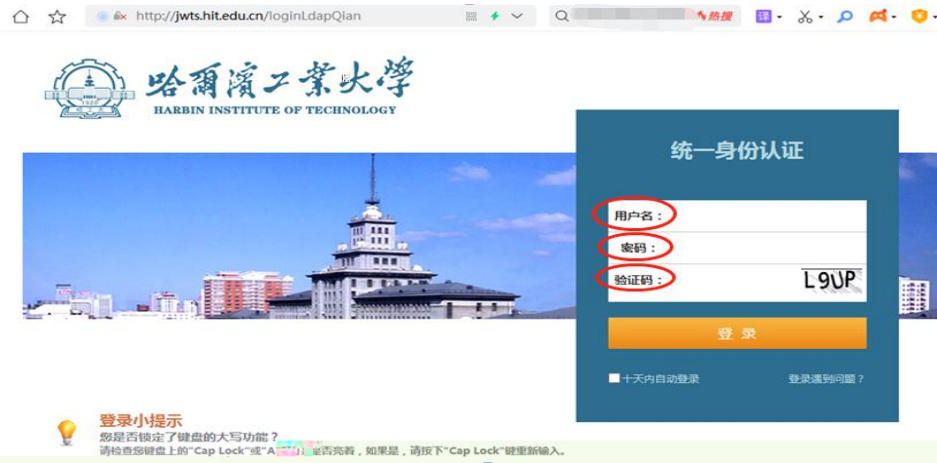 http://jwts.hit.edu.cn/loginLdapQian
热搜
译
哈爾濱工業大學
HARBIN INSTITUTE OF TECHNOLOGY
1920
统一身份认证
用户名：
密码：
验证码：
L9UP
登 录
十天内自动登录
登录遇到问题？
登录小提示
您是否锁定了键盘的大写功能？
请检查您键盘上的"Cap Lock"或"A 是否亮着，如果是，请按下"Cap Lock"键重新输入。